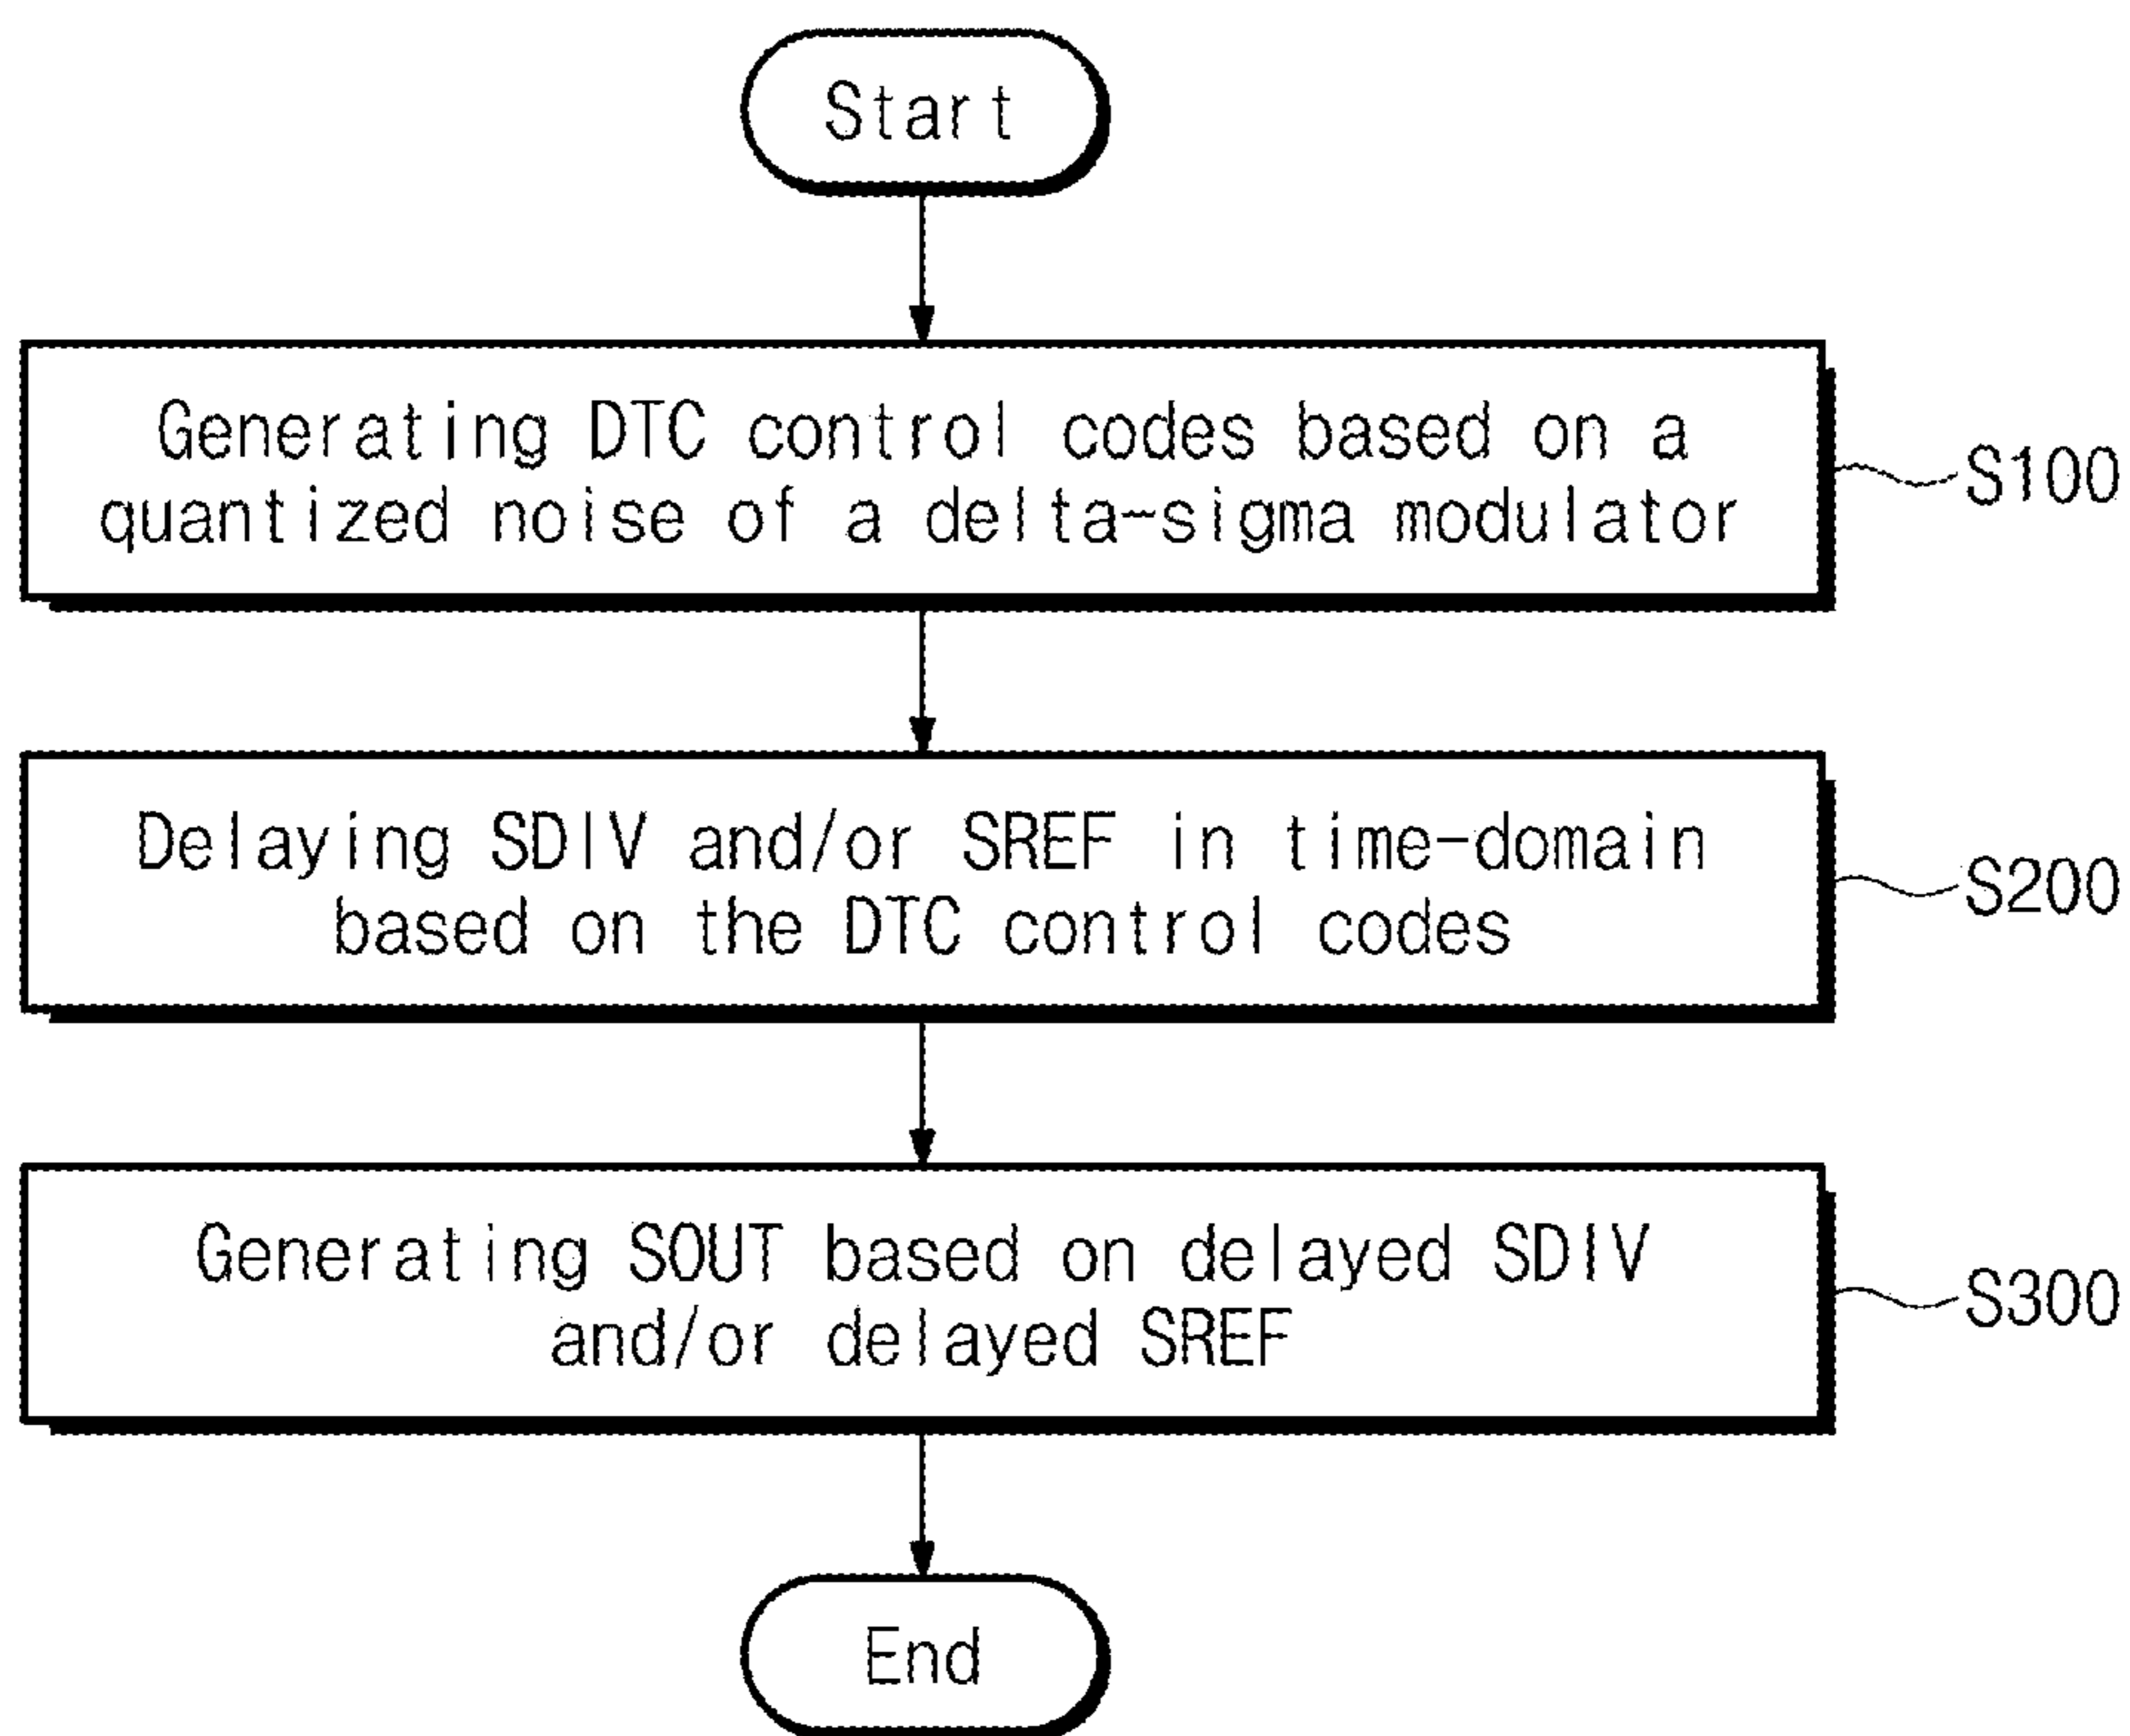 Start
Generating DTC control codes based on a
quantized noise of a delta-sigma modulator
S100
Delaying SDIV and/or SREF in time-domain
based on the DTC control codes
S200
Generating SOUT based on delayed SDIV
and/or delayed SREF
S300
End